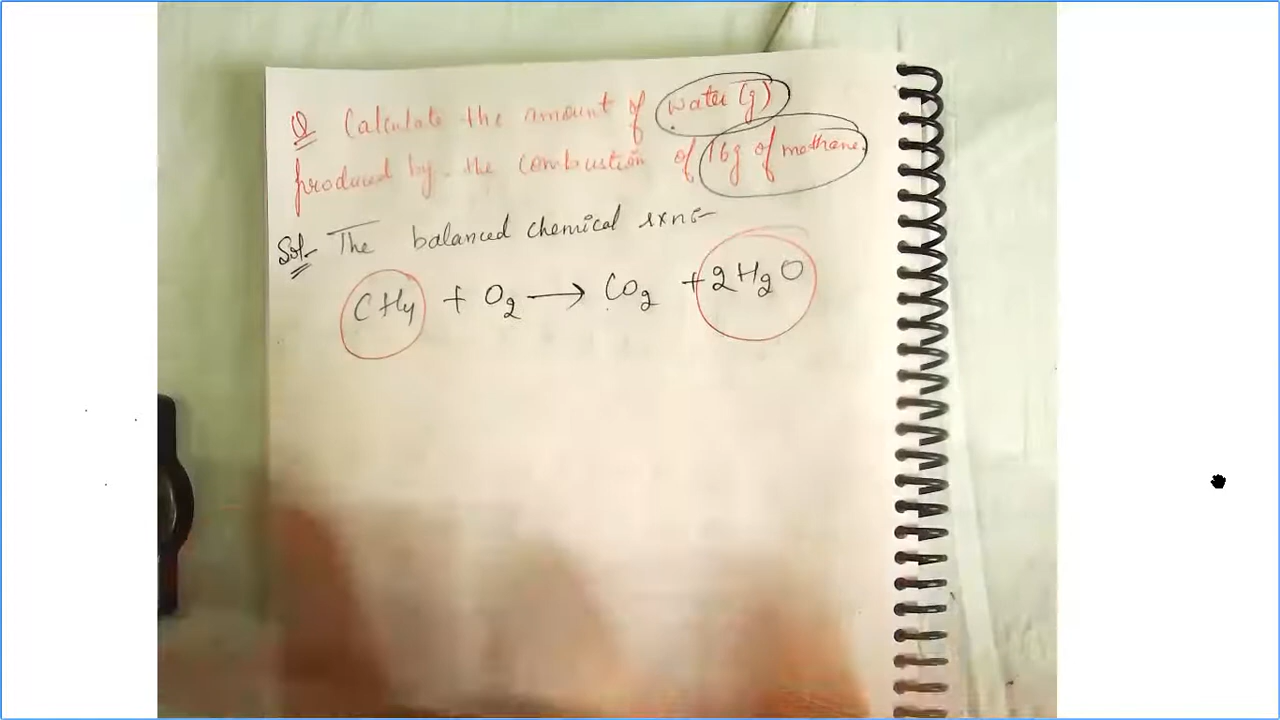 Q Calculate the amount of water (g)
produced by the combustion of 16g of methane.
Sol- The balanced chemical rxn:-
CH4 + O2 → CO2 + 2H2O